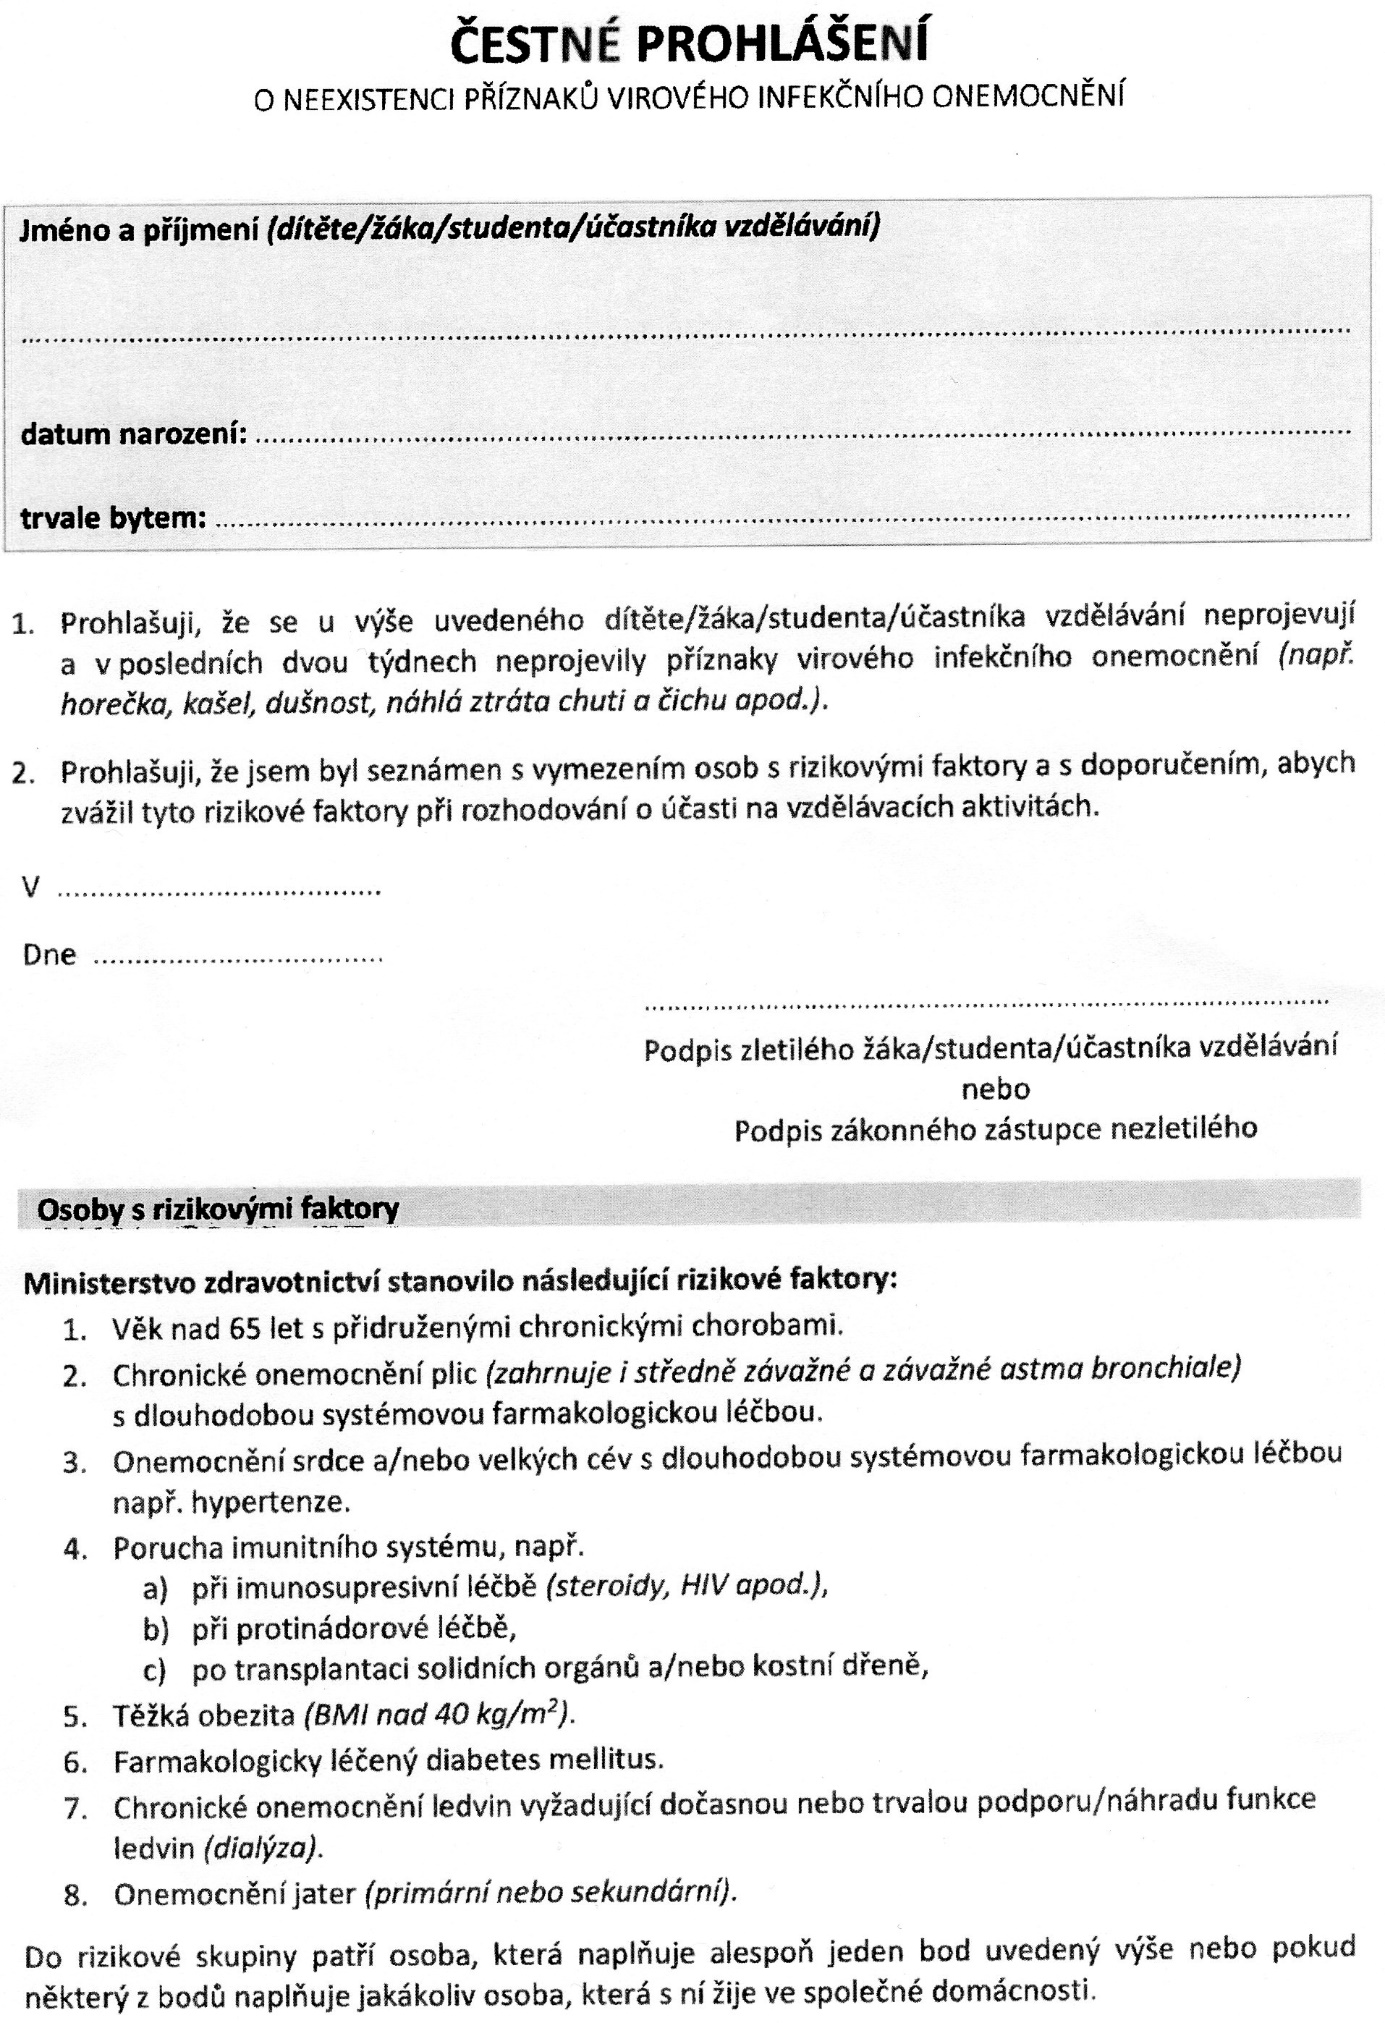 ČESTNÉ PROHLÁŠENÍ
O NEEXISTENCI PŘÍZNAKŮ VIROVÉHO INFEKČNÍHO ONEMOCNĚNÍ
Jméno a příjmení (dítěte/žáka/studenta/účastníka vzdělávání)
datum narození:
trvale bytem:
1. Prohlašuji, že se u výše uvedeného dítěte/žáka/studenta/účastníka vzdělávání neprojevují
a v posledních dvou týdnech neprojevily příznaky virového infekčního onemocnění (např.
horečka, kašel, dušnost, náhlá ztráta chuti a čichu apod.).
2. Prohlašuji, že jsem byl seznámen s vymezením osob s rizikovými faktory a s doporučením, abych
zvážil tyto rizikové faktory při rozhodování o účasti na vzdělávacích aktivitách.
V
Dne
Podpis zletilého žáka/studenta/účastníka vzdělávání
nebo
Podpis zákonného zástupce nezletilého
Osoby s rizikovými faktory
Ministerstvo zdravotnictví stanovilo následující rizikové faktory:
1. Věk nad 65 let s přidruženými chronickými chorobami.
2. Chronické onemocnění plic (zahrnuje i středně závažné a závažné astma bronchiale)
s dlouhodobou systémovou farmakologickou léčbou.
3. Onemocnění srdce a/nebo velkých cév s dlouhodobou systémovou farmakologickou léčbou
např. hypertenze.
4. Porucha imunitního systému, např.
a) při imunosupresivní léčbě (steroidy, HIV apod.),
b) při protinádorové léčbě,
c) po transplantaci solidních orgánů a/nebo kostní dřeně,
5. Těžká obezita (BMI nad 40 kg/m²).
6. Farmakologicky léčený diabetes mellitus.
7. Chronické onemocnění ledvin vyžadující dočasnou nebo trvalou podporu/náhradu funkce
ledvin (dialýza).
8. Onemocnění jater (primární nebo sekundární).
Do rizikové skupiny patří osoba, která naplňuje alespoň jeden bod uvedený výše nebo pokud
některý z bodů naplňuje jakákoliv osoba, která s ní žije ve společné domácnosti.